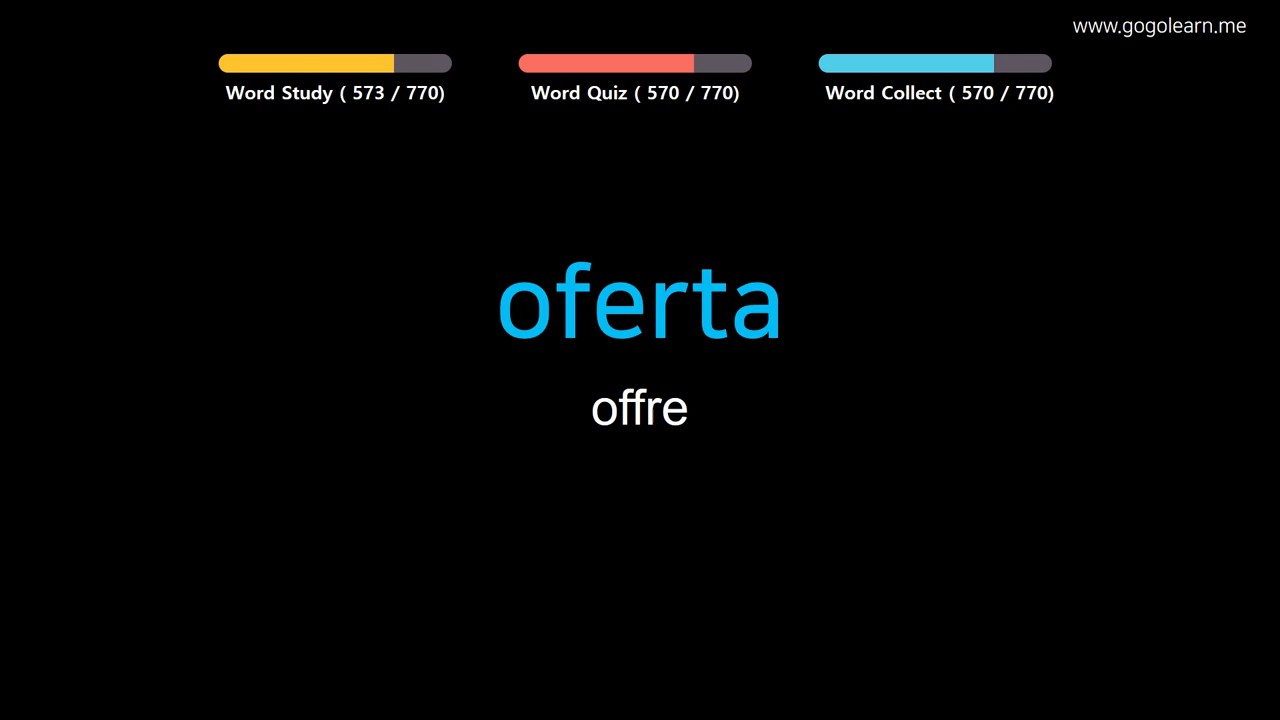 www.gogolearn.me
Word Study ( 573 / 770)
Word Quiz ( 570 / 770)
Word Collect ( 570 / 770)
oferta
offre